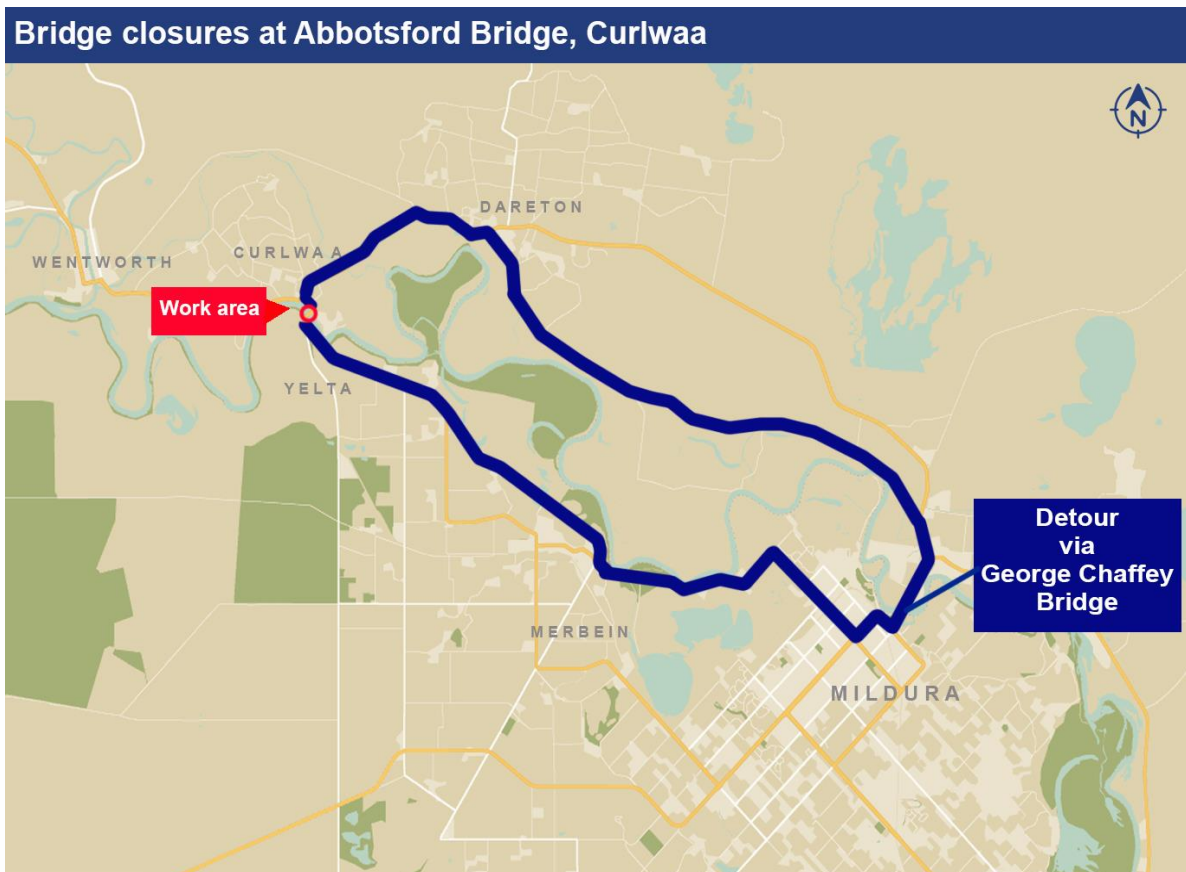 Bridge closures at Abbotsford Bridge, Curlwaa
N
DARETON
CURLWAA
WENTWORTH
Work area
YELTA
Detour
via
George Chaffey
Bridge
MERBEIN
MILDURA